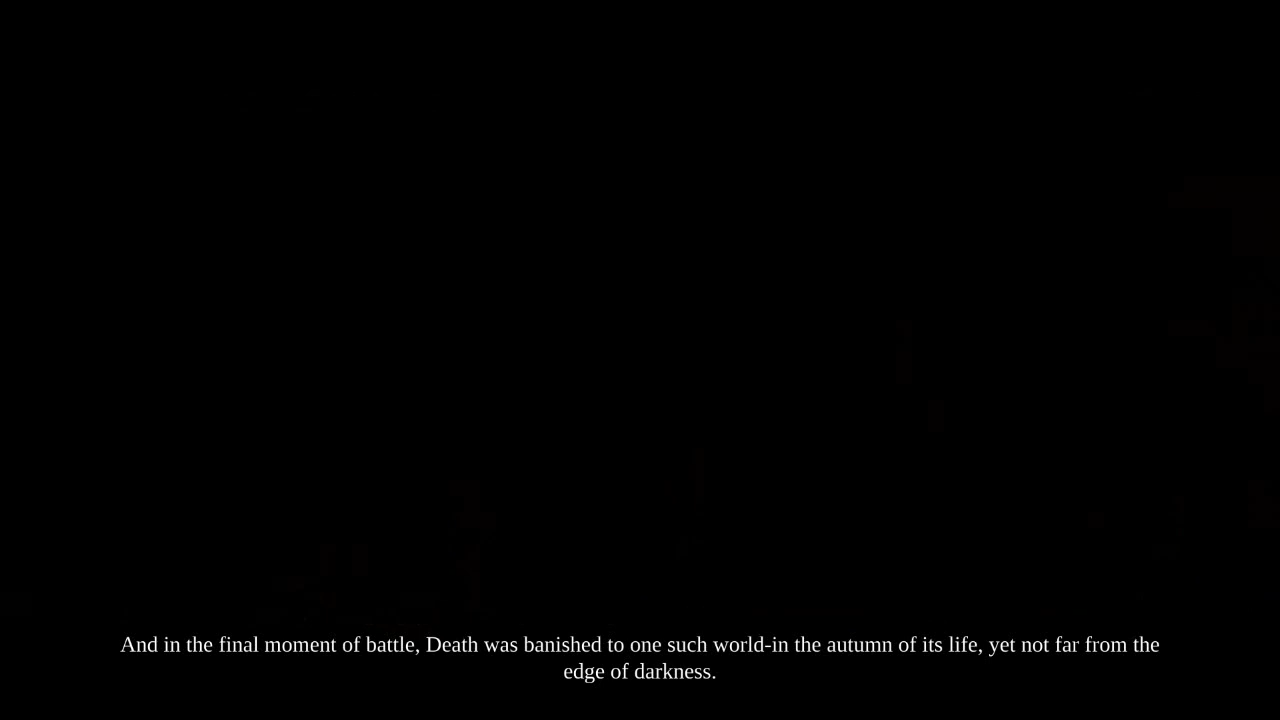 And in the final moment of battle, Death was banished to one such world-in the autumn of its life, yet not far from the
edge of darkness.